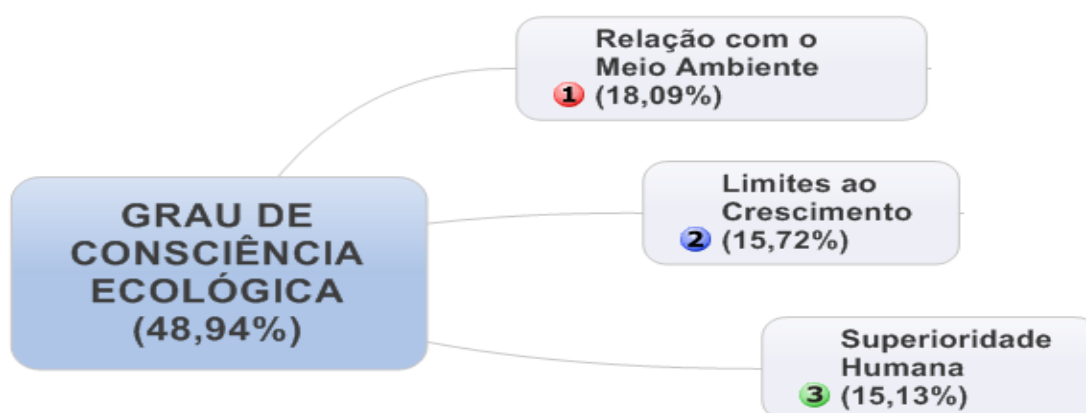 Relação com o
Meio Ambiente
1 (18,09%)
Limites ao
Crescimento
2 (15,72%)
GRAU DE
CONSCIÊNCIA
ECOLÓGICA
(48,94%)
Superioridade
Humana
3 (15,13%)